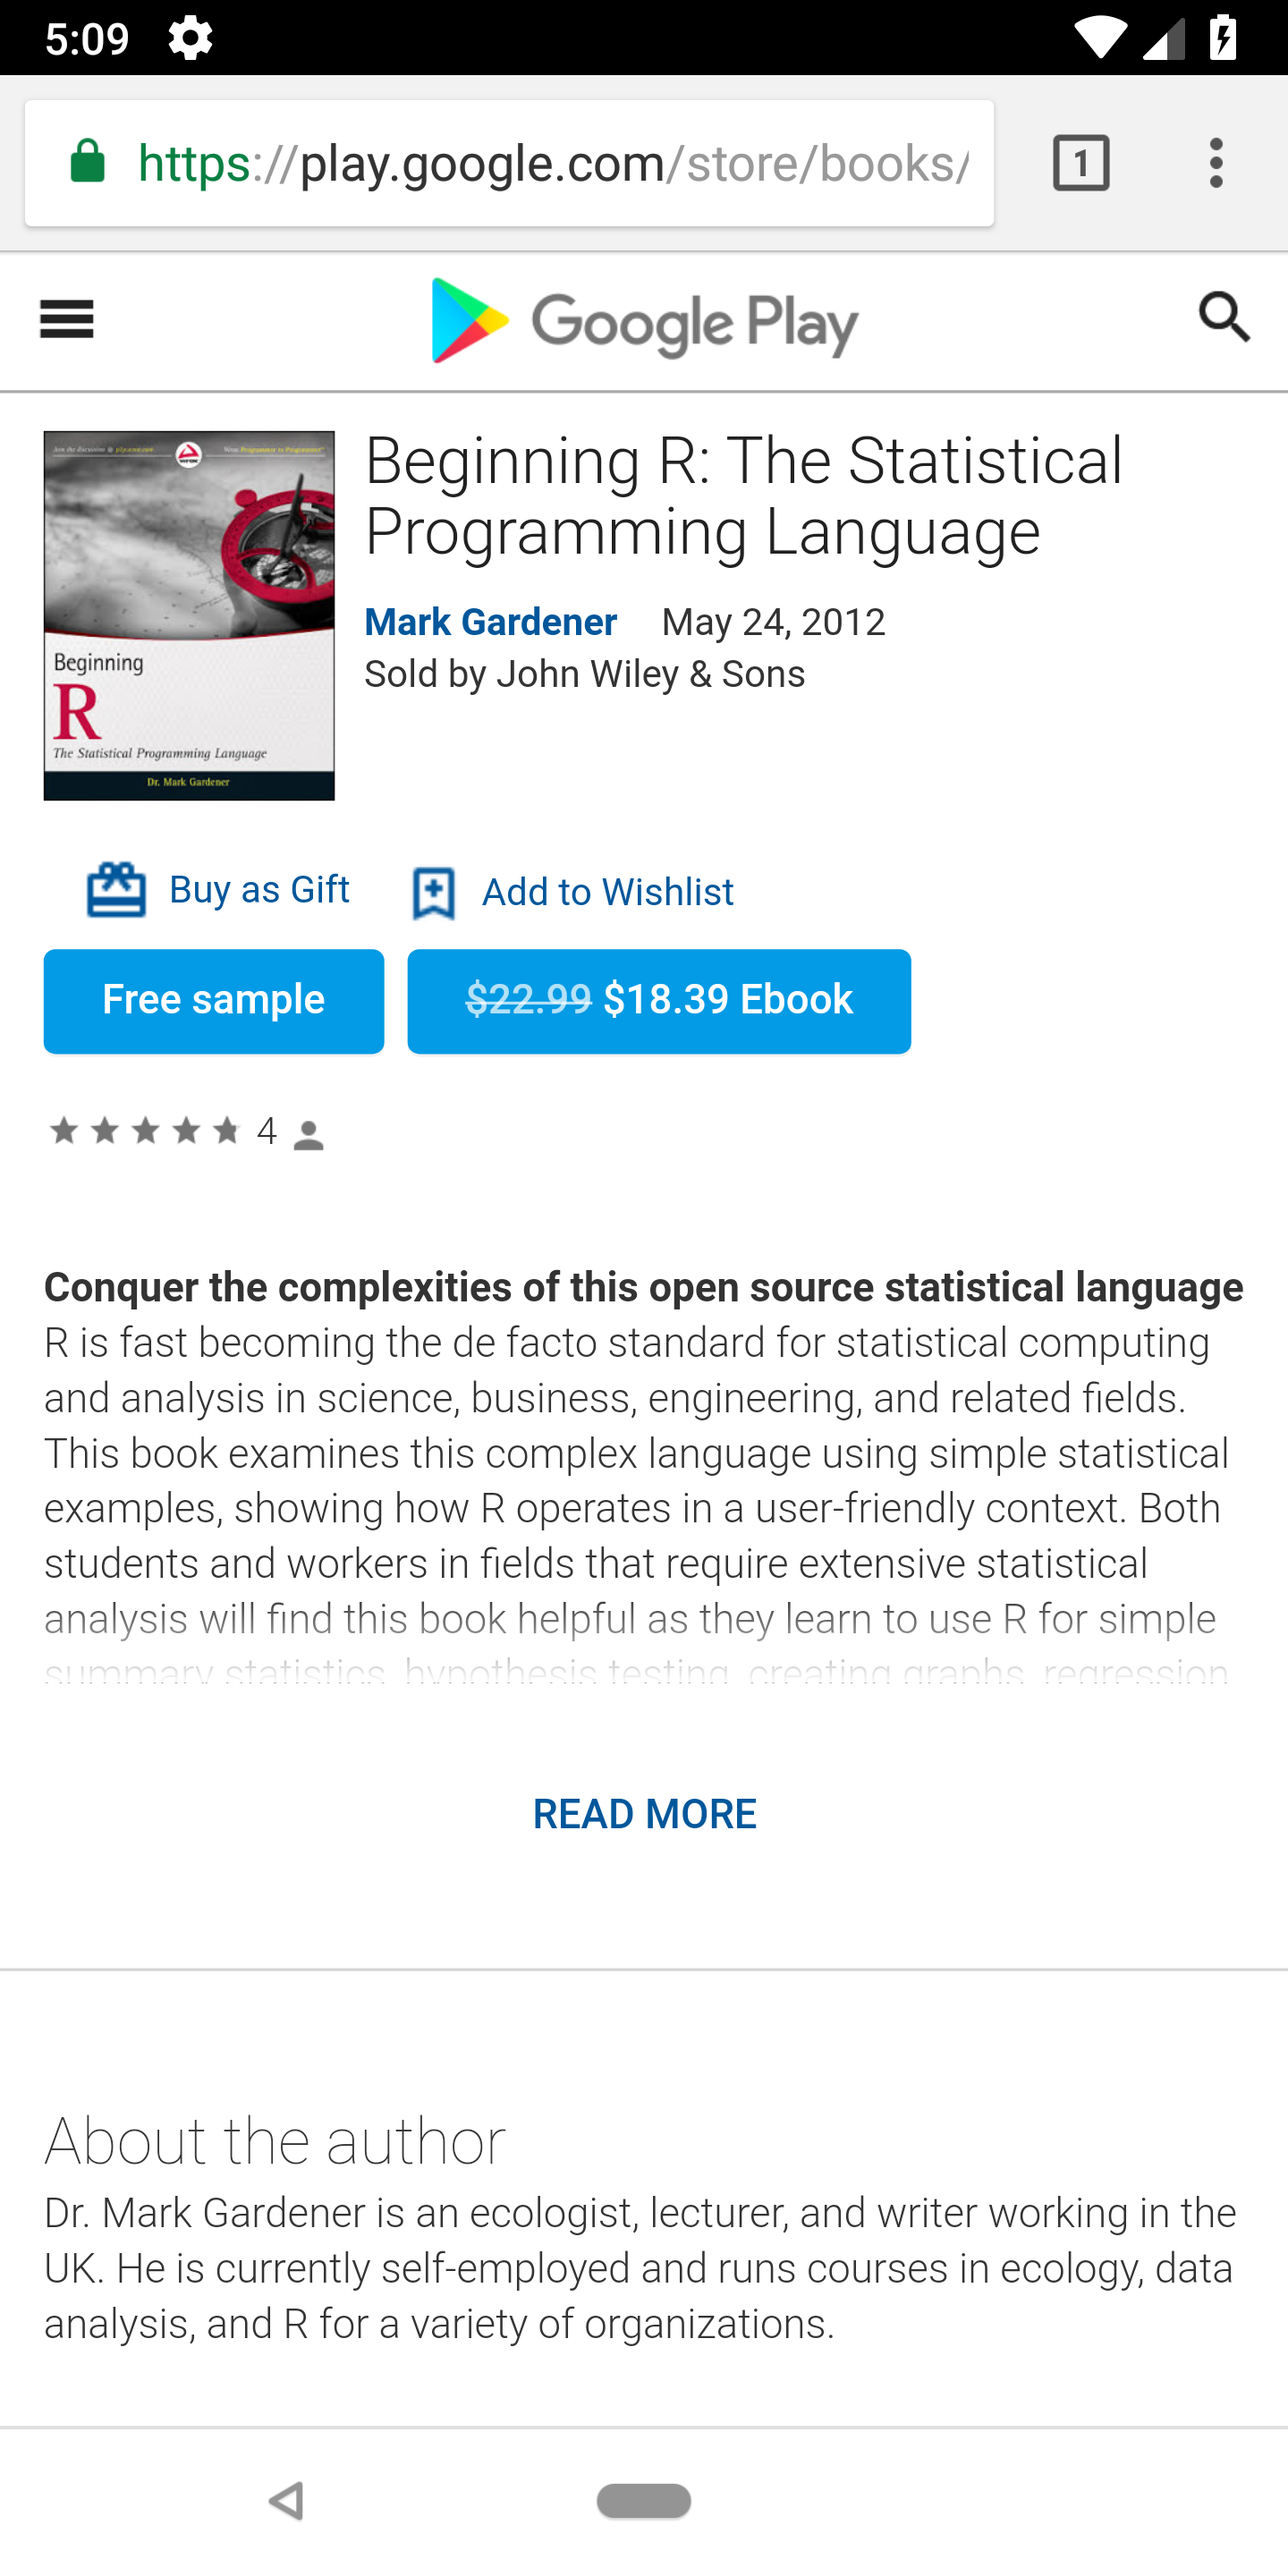 5:09
https://play.google.com/store/books/
1
Google Play
Beginning R: The Statistical
Programming Language
Mark Gardener May 24, 2012
Sold by John Wiley & Sons
Beginning
R
The Statistical Programming Language
Dr. Mark Gardener
Buy as Gift Add to Wishlist
Free sample $22.99 $18.39 Ebook
4
Conquer the complexities of this open source statistical language
R is fast becoming the de facto standard for statistical computing
and analysis in science, business, engineering, and related fields.
This book examines this complex language using simple statistical
examples, showing how R operates in a user-friendly context. Both
students and workers in fields that require extensive statistical
analysis will find this book helpful as they learn to use R for simple
summary statistics, hypothesis testing, creating graphs, regression
READ MORE
About the author
Dr. Mark Gardener is an ecologist, lecturer, and writer working in the
UK. He is currently self-employed and runs courses in ecology, data
analysis, and R for a variety of organizations.